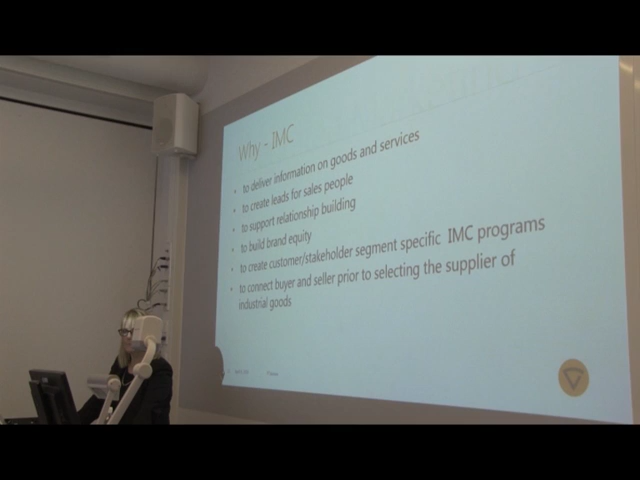 Why - IMC
• to deliver information on goods and services
• to create leads for sales people
• to support relationship building
• to build brand equity
• to create customer/stakeholder segment specific IMC programs
• to connect buyer and seller prior to selecting the supplier of
industrial goods